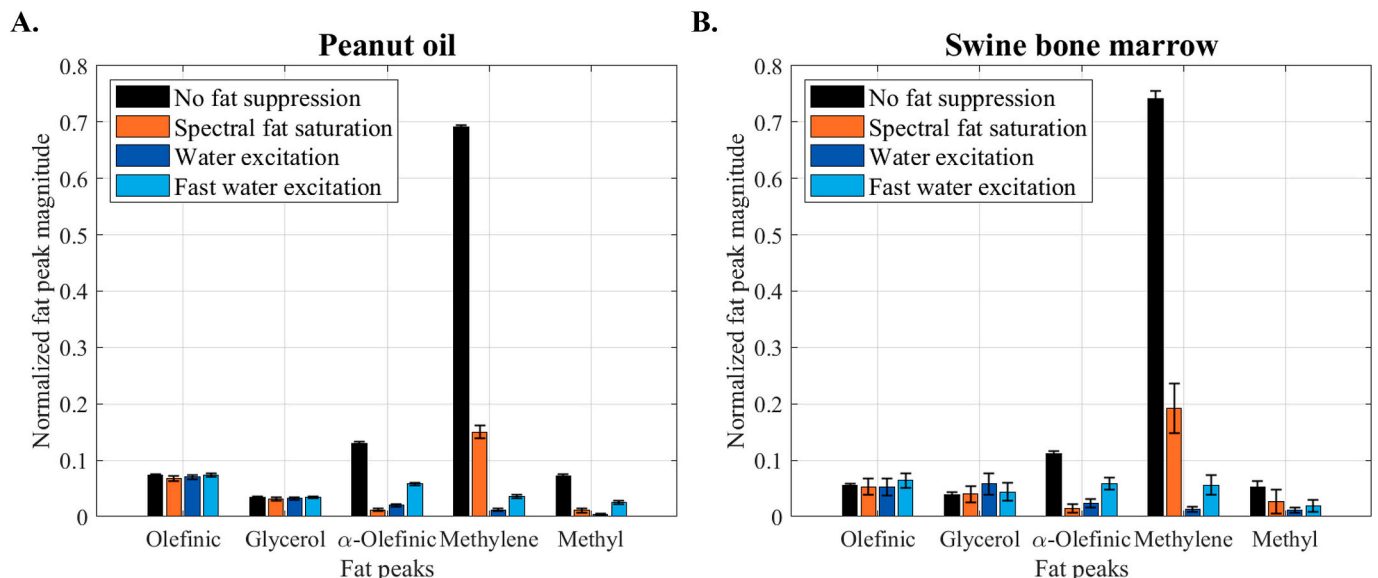 A.
Peanut oil
Normalized fat peak magnitude
0.8
0.7
0.6
0.5
0.4
0.3
0.2
0.1
0
No fat suppression
Spectral fat saturation
Water excitation
Fast water excitation
Olefinic Glycerol α-Olefinic Methylene Methyl
Fat peaks
B.
Swine bone marrow
Normalized fat peak magnitude
0.8
0.7
0.6
0.5
0.4
0.3
0.2
0.1
0
No fat suppression
Spectral fat saturation
Water excitation
Fast water excitation
Olefinic Glycerol α-Olefinic Methylene Methyl
Fat peaks